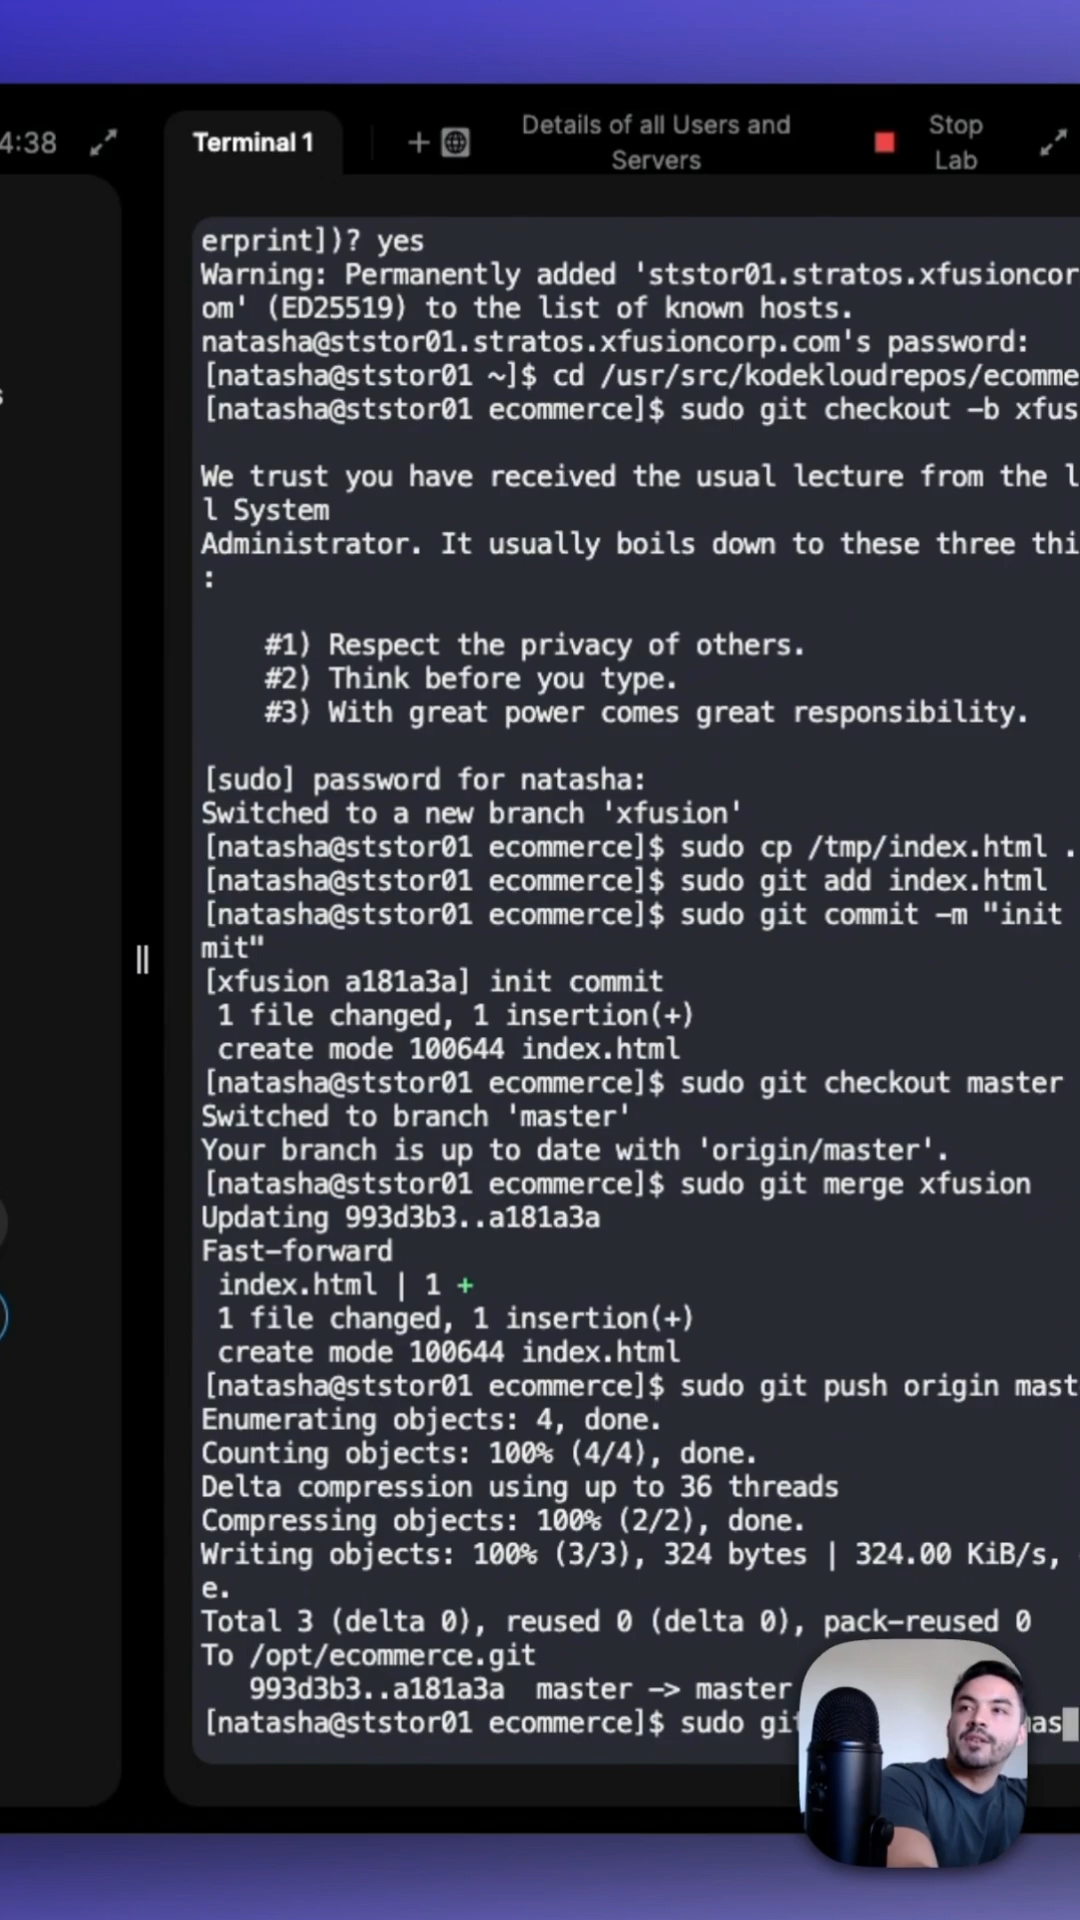 4:38
Terminal 1
+
Details of all Users and
Servers
Stop
Lab
erprint])? yes
Warning: Permanently added 'ststor01.stratos.xfusioncor
om' (ED25519) to the list of known hosts.
natasha@ststor01.stratos.xfusioncorp.com's password:
[natasha@ststor01 ~]$ cd /usr/src/kodekloudrepos/ecomme
[natasha@ststor01 ecommerce]$ sudo git checkout -b xfus
We trust you have received the usual lecture from the l
l System
Administrator. It usually boils down to these three thi
:
#1) Respect the privacy of others.
#2) Think before you type.
#3) With great power comes great responsibility.
[sudo] password for natasha:
Switched to a new branch 'xfusion'
[natasha@ststor01 ecommerce]$ sudo cp /tmp/index.html .
[natasha@ststor01 ecommerce]$ sudo git add index.html
[natasha@ststor01 ecommerce]$ sudo git commit -m "init
mit"
[xfusion a181a3a] init commit
1 file changed, 1 insertion(+)
create mode 100644 index.html
[natasha@ststor01 ecommerce]$ sudo git checkout master
Switched to branch 'master'
Your branch is up to date with 'origin/master'.
[natasha@ststor01 ecommerce]$ sudo git merge xfusion
Updating 993d3b3..a181a3a
Fast-forward
index.html | 1 +
1 file changed, 1 insertion(+)
create mode 100644 index.html
[natasha@ststor01 ecommerce]$ sudo git push origin mast
Enumerating objects: 4, done.
Counting objects: 100% (4/4), done.
Delta compression using up to 36 threads
Compressing objects: 100% (2/2), done.
Writing objects: 100% (3/3), 324 bytes | 324.00 KiB/s,
e.
Total 3 (delta 0), reused 0 (delta 0), pack-reused 0
To /opt/ecommerce.git
993d3b3..a181a3a  master -> master
[natasha@ststor01 ecommerce]$ sudo git